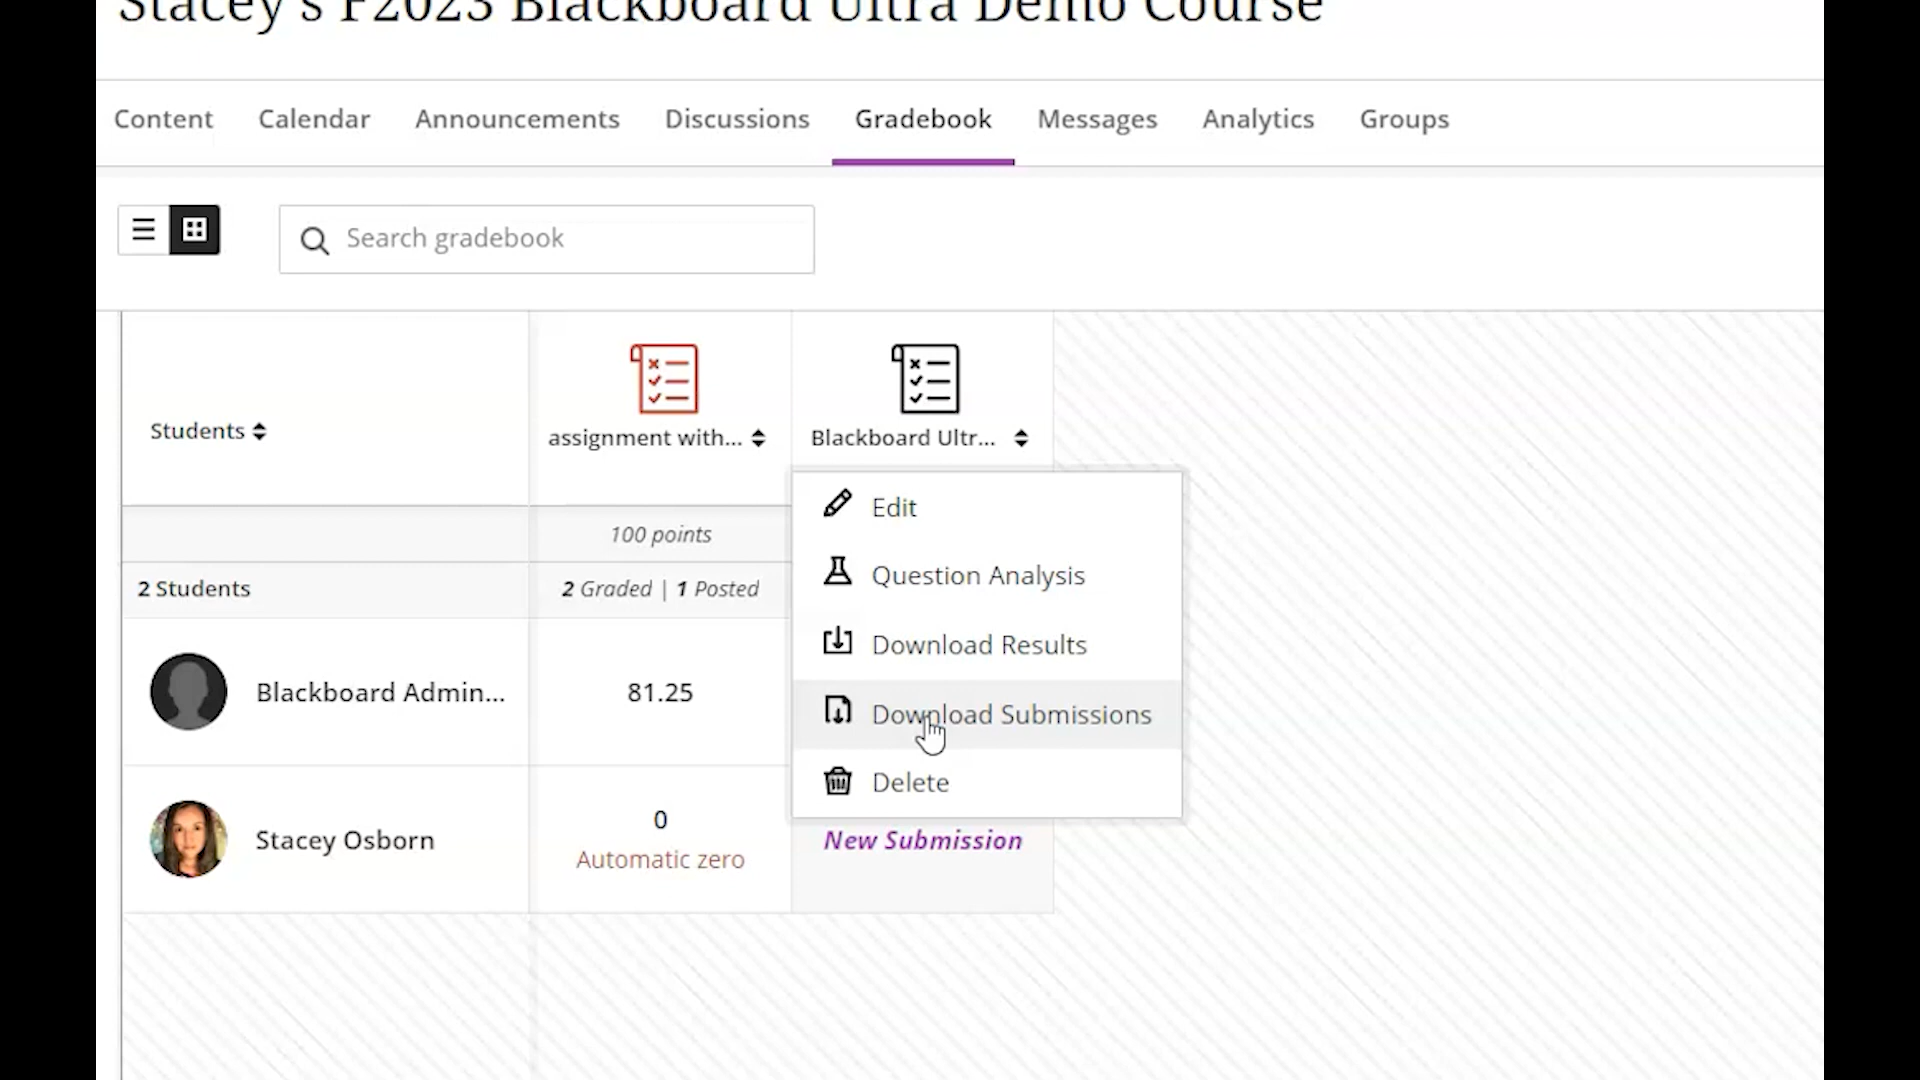 Stacey's F2023 Blackboard Ultra Demo Course
Content Calendar Announcements Discussions Gradebook Messages Analytics Groups
Search gradebook
Students assignment with... Blackboard Ultr...
Edit
100 points
Question Analysis
2 Students 2 Graded | 1 Posted
Download Results
Blackboard Admin... 81.25
Download Submissions
Delete
0
Stacey Osborn New Submission
Automatic zero